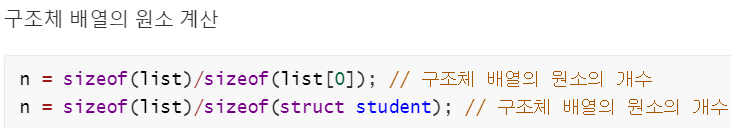 구조체 배열의 원소 계산
n = sizeof(list)/sizeof(list[0]); // 구조체 배열의 원소의 개수
n = sizeof(list)/sizeof(struct student); // 구조체 배열의 원소의 개수